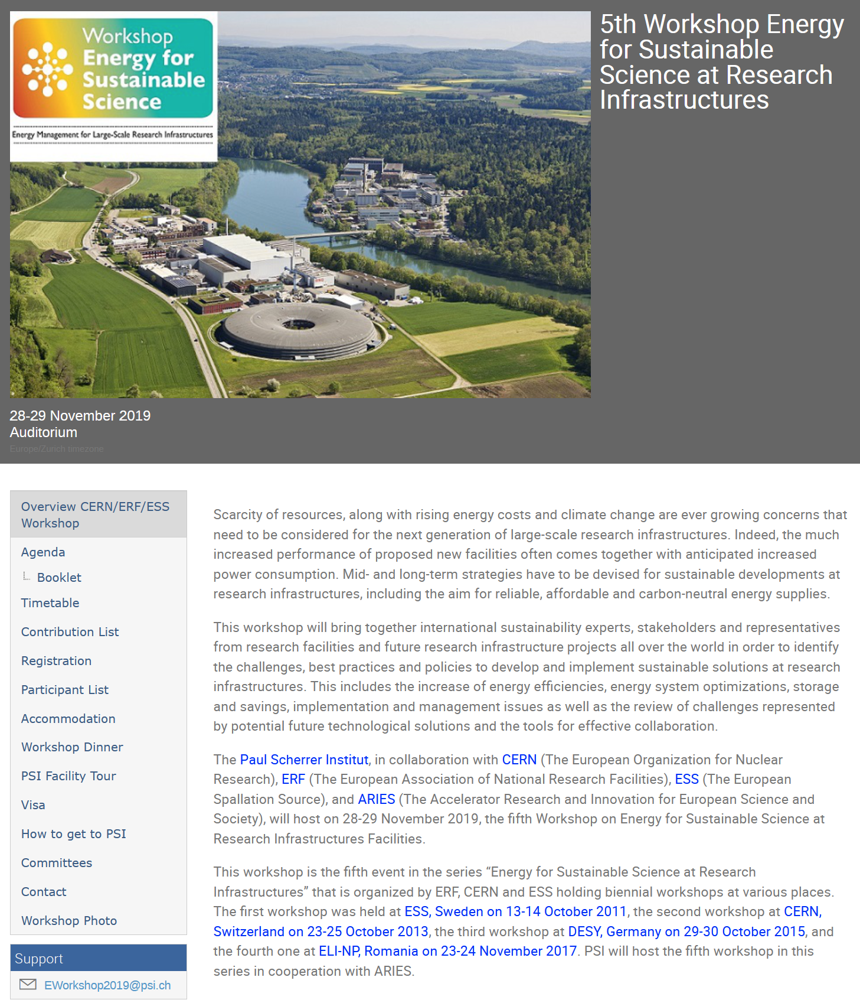 Workshop
Energy for
Sustainable
Science
Energy Management for Large-Scale Research Infrastructures
5th Workshop Energy
for Sustainable
Science at Research
Infrastructures
28-29 November 2019
Auditorium
Europe/Zurich timezone
Overview CERN/ERF/ESS
Workshop
Agenda
Booklet
Timetable
Contribution List
Registration
Participant List
Accommodation
Workshop Dinner
PSI Facility Tour
Visa
How to get to PSI
Committees
Contact
Workshop Photo
Support
EWorkshop2019@psi.ch
Scarcity of resources, along with rising energy costs and climate change are ever growing concerns that
need to be considered for the next generation of large-scale research infrastructures. Indeed, the much
increased performance of proposed new facilities often comes together with anticipated increased
power consumption. Mid- and long-term strategies have to be devised for sustainable developments at
research infrastructures, including the aim for reliable, affordable and carbon-neutral energy supplies.
This workshop will bring together international sustainability experts, stakeholders and representatives
from research facilities and future research infrastructure projects all over the world in order to identify
the challenges, best practices and policies to develop and implement sustainable solutions at research
infrastructures. This includes the increase of energy efficiencies, energy system optimizations, storage
and savings, implementation and management issues as well as the review of challenges represented
by potential future technological solutions and the tools for effective collaboration.
The Paul Scherrer Institut, in collaboration with CERN (The European Organization for Nuclear
Research), ERF (The European Association of National Research Facilities), ESS (The European
Spallation Source), and ARIES (The Accelerator Research and Innovation for European Science and
Society), will host on 28-29 November 2019, the fifth Workshop on Energy for Sustainable Science at
Research Infrastructures Facilities.
This workshop is the fifth event in the series “Energy for Sustainable Science at Research
Infrastructures” that is organized by ERF, CERN and ESS holding biennial workshops at various places.
The first workshop was held at ESS, Sweden on 13-14 October 2011, the second workshop at CERN,
Switzerland on 23-25 October 2013, the third workshop at DESY, Germany on 29-30 October 2015, and
the fourth one at ELI-NP, Romania on 23-24 November 2017. PSI will host the fifth workshop in this
series in cooperation with ARIES.